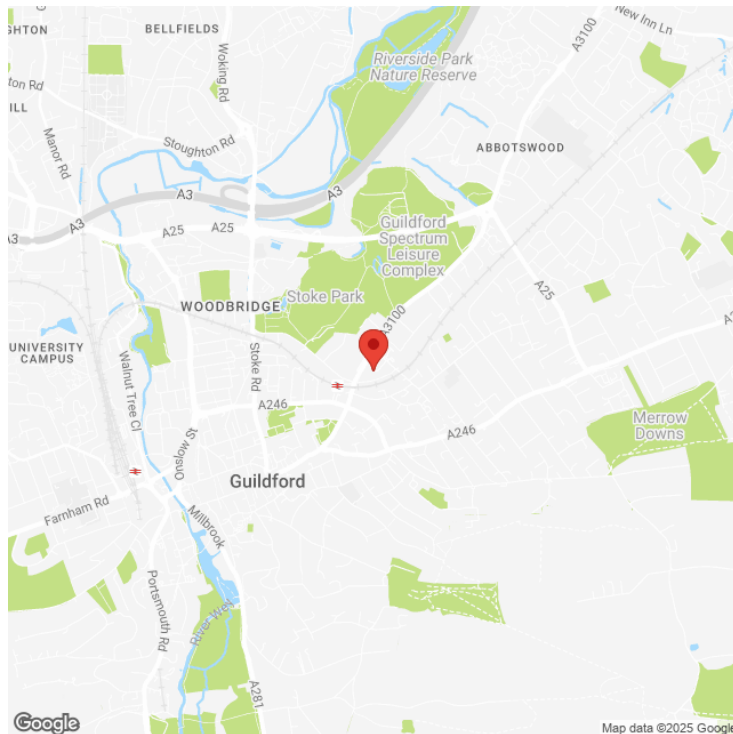 GHTON
BELLFIELDS
New Inn Ln
A3100
Woking Rd
Riverside Park
Nature Reserve
ton Rd
ILL
Manor Rd
Stoughton Rd
ABBOTSWOOD
A3
A3
A3
A3
A25
A25
Guildford
Spectrum
Leisure
Complex
A25
Stoke Park
WOODBRIDGE
A3100
UNIVERSITY
CAMPUS
Walnut Tree Cl
Stoke Rd
A246
A246
Merrow
Downs
Onslow St
Guildford
Farnham Rd
Millbrook
Portsmouth Rd
River Wey
A281
Google
Map data ©2025 Google